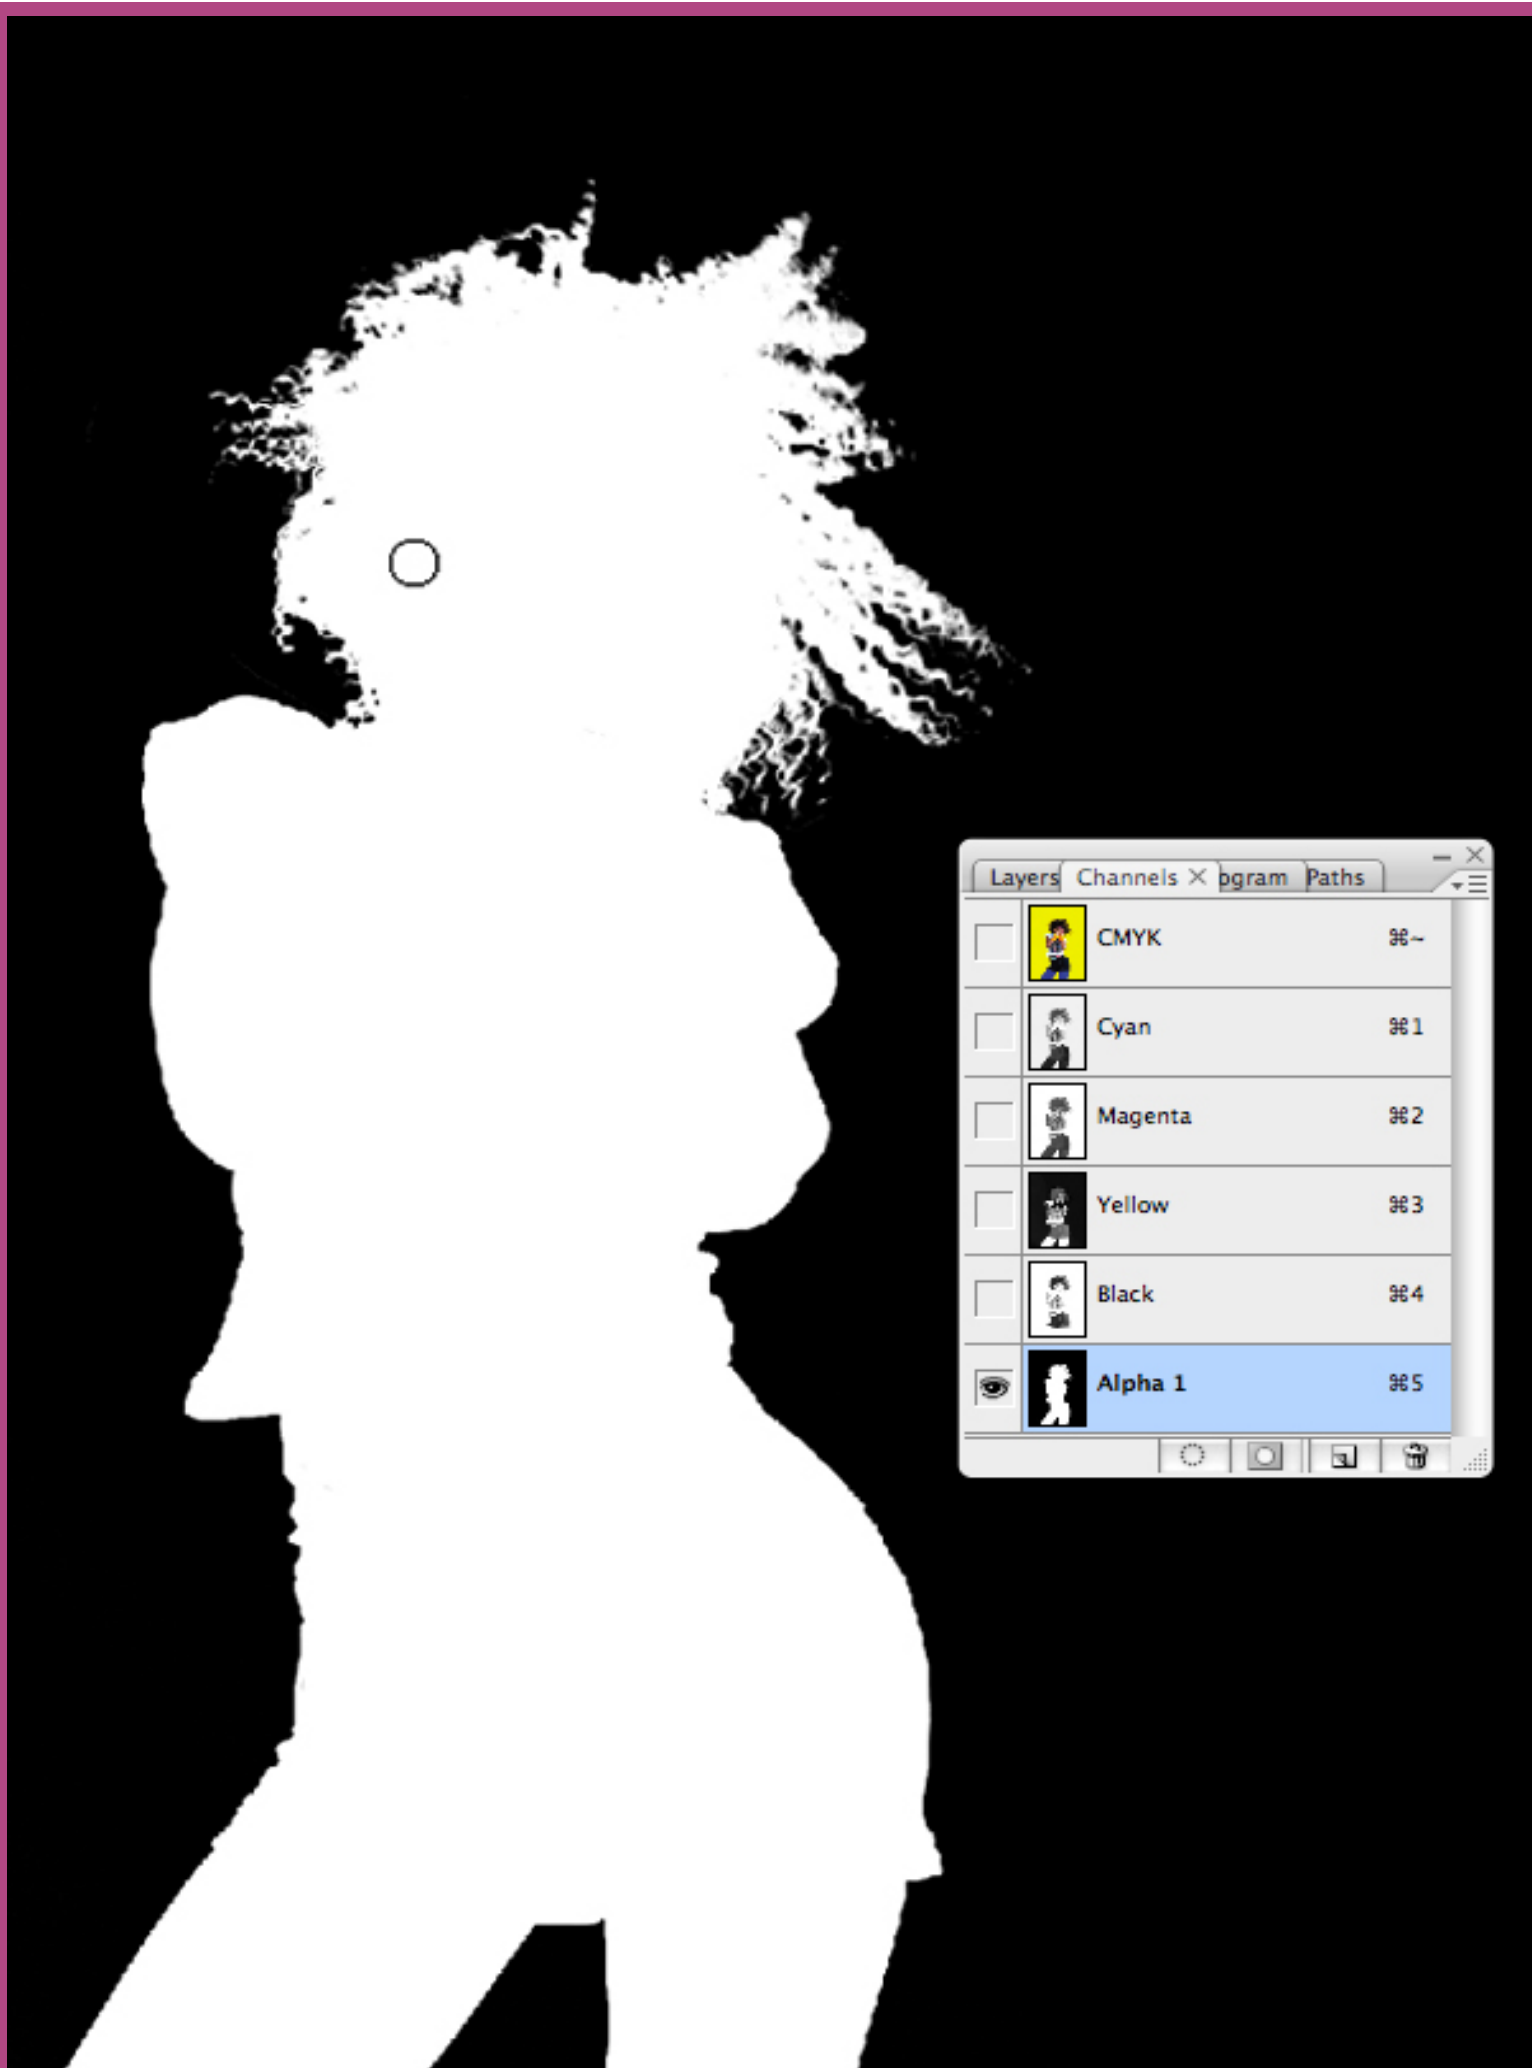 Layers Channels ogram Paths
CMYK ⌘~
Cyan ⌘1
Magenta ⌘2
Yellow ⌘3
Black ⌘4
Alpha 1 ⌘5